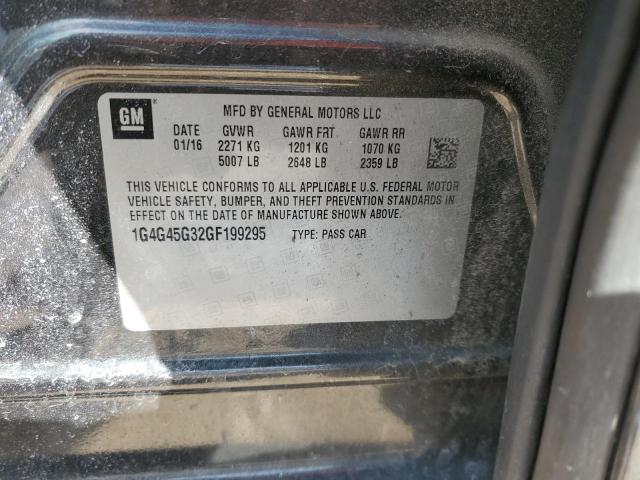 GM
MFD BY GENERAL MOTORS LLC
DATE GVWR GAWR FRT GAWR RR
01/16 2271 KG 1201 KG 1070 KG
5007 LB 2648 LB 2359 LB
THIS VEHICLE CONFORMS TO ALL APPLICABLE U.S. FEDERAL MOTOR
VEHICLE SAFETY, BUMPER, AND THEFT PREVENTION STANDARDS IN
EFFECT ON THE DATE OF MANUFACTURE SHOWN ABOVE.
1G4G45G32GF199295 TYPE: PASS CAR